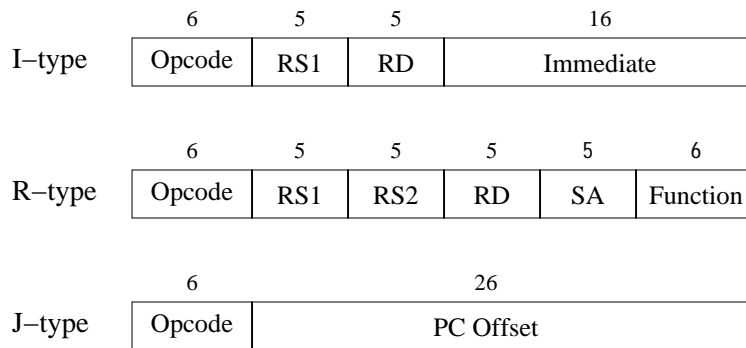 6 5 5 16
I−type Opcode RS1 RD Immediate
6 5 5 5 5 6
R−type Opcode RS1 RS2 RD SA Function
6 26
J−type Opcode PC Offset